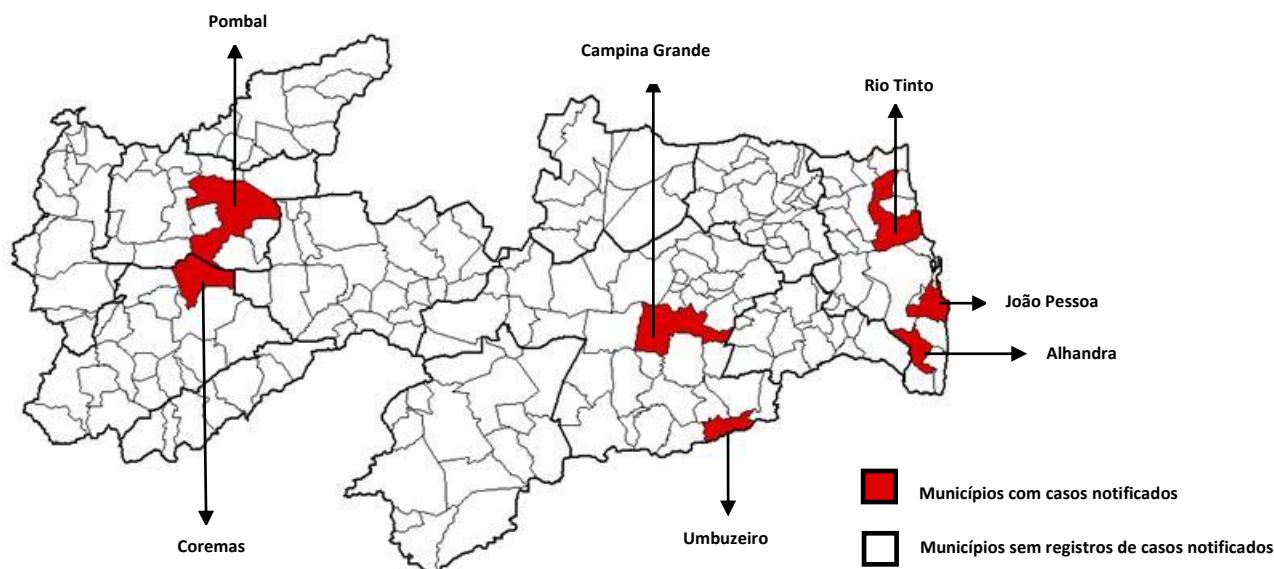 Pombal
Campina Grande
Rio Tinto
João Pessoa
Alhandra
Municípios com casos notificados
Umbuzeiro
Coremas
Municípios sem registros de casos notificados